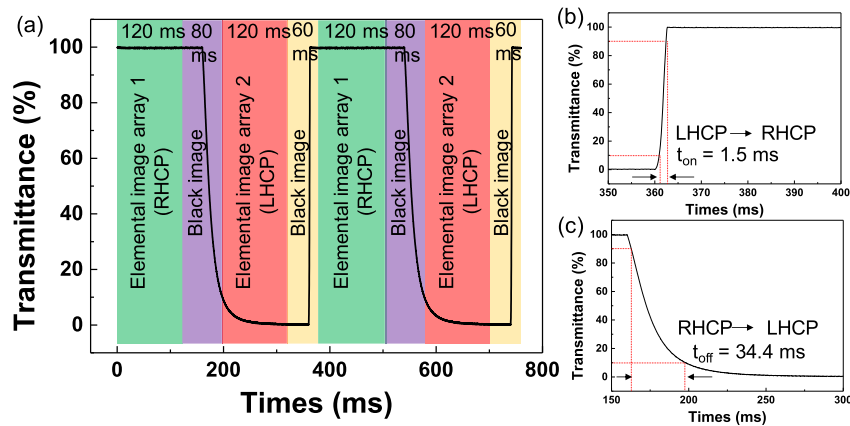 (a)
120 ms
80 ms
120 ms
60 ms
120 ms
80 ms
120 ms
60 ms
Elemental image array 1
(RHCP)
Black image
Elemental image array 2
(LHCP)
Black image
Elemental image array 1
(RHCP)
Black image
Elemental image array 2
(LHCP)
Black image
Transmittance (%)
100
80
60
40
20
0
0 200 400 600 800
Times (ms)
(b)
Transmittance (%)
100
80
60
40
20
0
LHCP → RHCP
t_on = 1.5 ms
350 360 370 380 390 400
Times (ms)
(c)
Transmittance (%)
100
80
60
40
20
0
RHCP → LHCP
t_off = 34.4 ms
150 200 250 300
Times (ms)